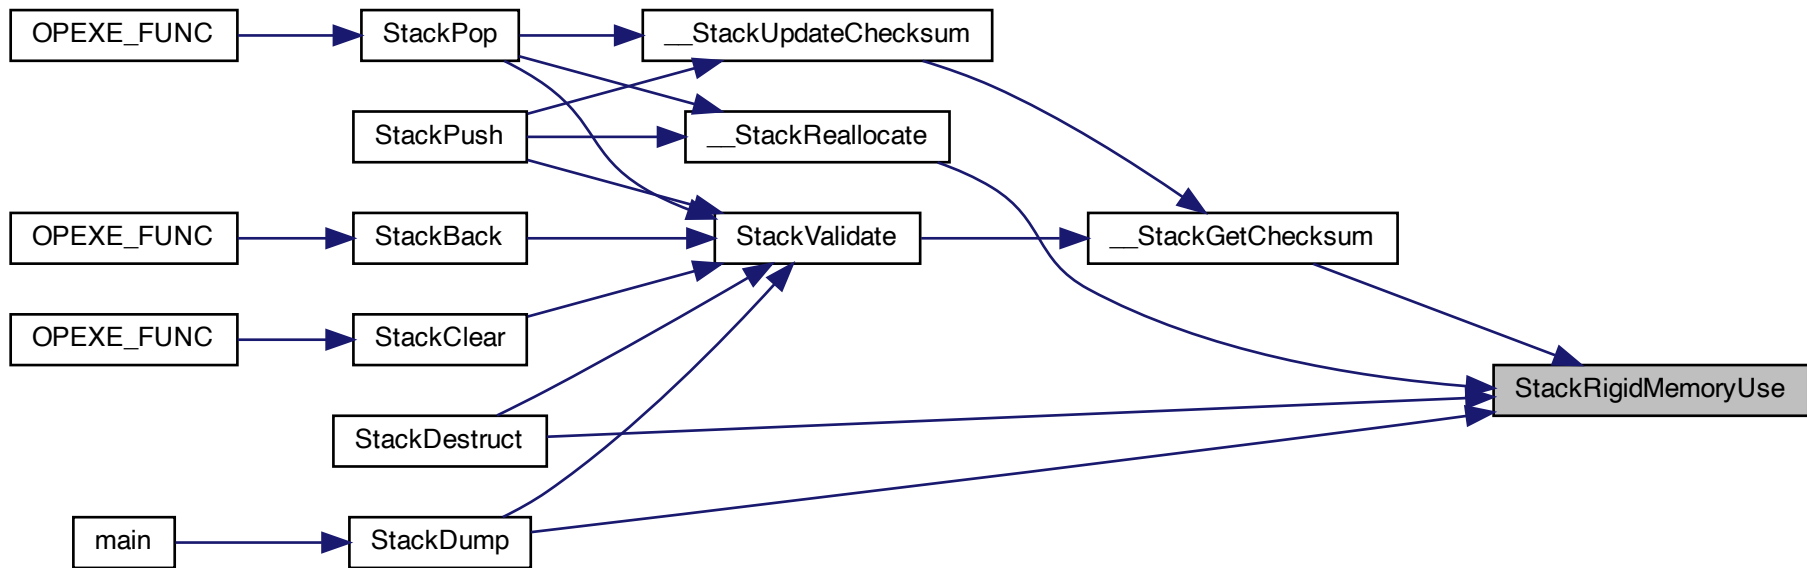 OPEXE_FUNC
StackPop
__StackUpdateChecksum
StackPush
__StackReallocate
OPEXE_FUNC
StackBack
StackValidate
__StackGetChecksum
OPEXE_FUNC
StackClear
StackRigidMemoryUse
StackDestruct
main
StackDump